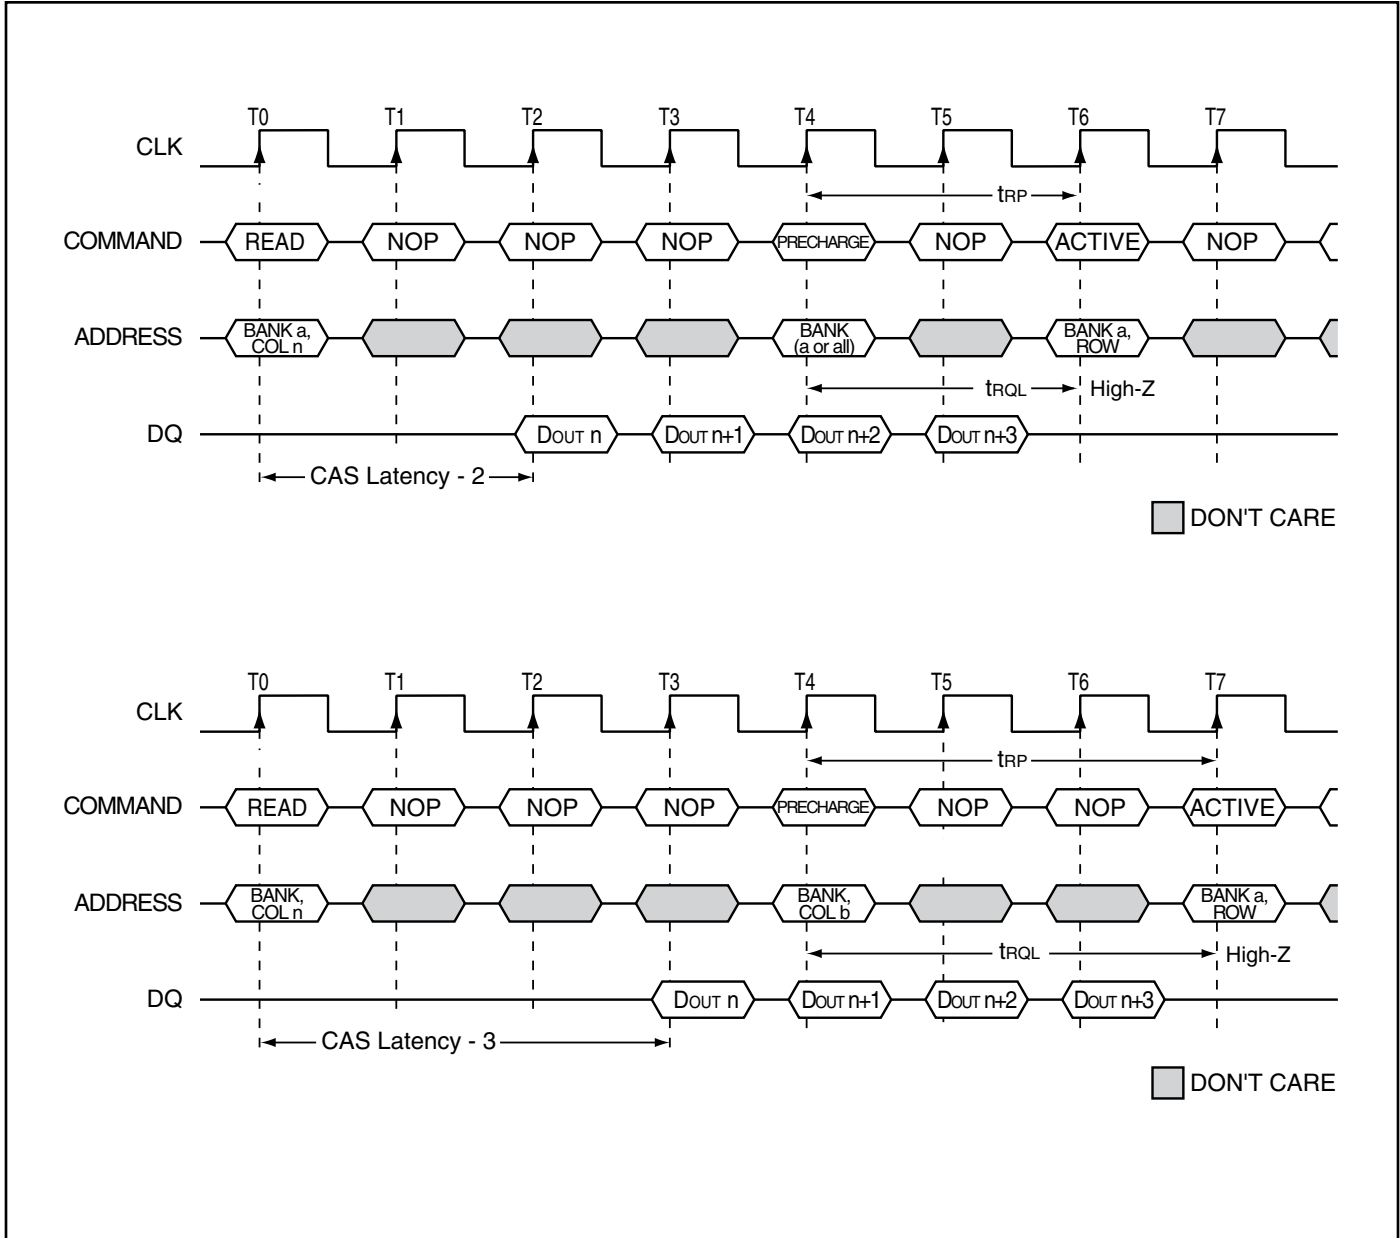 T0 T1 T2 T3 T4 T5 T6 T7
CLK
tRP
COMMAND READ NOP NOP NOP PRECHARGE NOP ACTIVE NOP
ADDRESS BANK a, COL n BANK (a or all) BANK a, ROW
tRQL High-Z
DQ DOUT n DOUT n+1 DOUT n+2 DOUT n+3
CAS Latency - 2
DON'T CARE
T0 T1 T2 T3 T4 T5 T6 T7
CLK
tRP
COMMAND READ NOP NOP NOP PRECHARGE NOP NOP ACTIVE
ADDRESS BANK, COL n BANK, COL b BANK a, ROW
tRQL High-Z
DQ DOUT n DOUT n+1 DOUT n+2 DOUT n+3
CAS Latency - 3
DON'T CARE